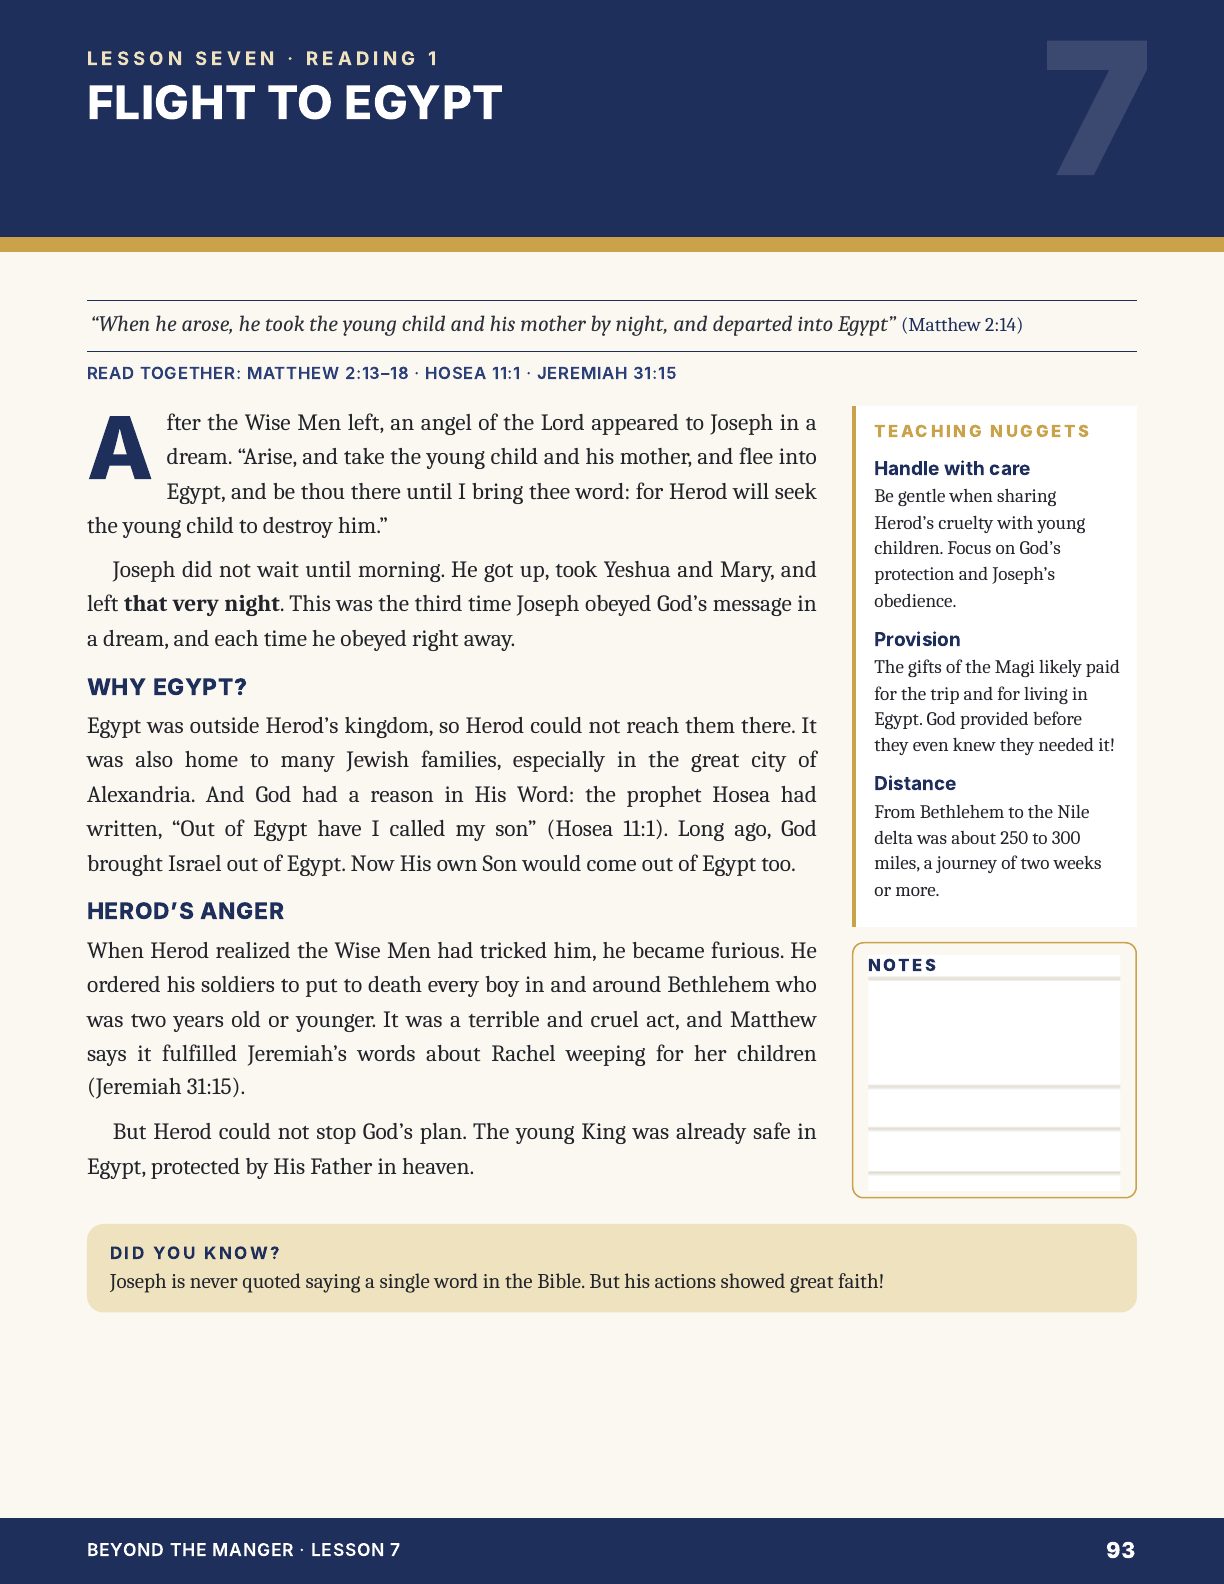 LESSON SEVEN · READING 1
FLIGHT TO EGYPT
7
“When he arose, he took the young child and his mother by night, and departed into Egypt” (Matthew 2:14)
READ TOGETHER: MATTHEW 2:13–18 · HOSEA 11:1 · JEREMIAH 31:15
After the Wise Men left, an angel of the Lord appeared to Joseph in a
dream. “Arise, and take the young child and his mother, and flee into
Egypt, and be thou there until I bring thee word: for Herod will seek
the young child to destroy him.”
Joseph did not wait until morning. He got up, took Yeshua and Mary, and
left that very night. This was the third time Joseph obeyed God’s message in
a dream, and each time he obeyed right away.
WHY EGYPT?
Egypt was outside Herod’s kingdom, so Herod could not reach them there. It
was also home to many Jewish families, especially in the great city of
Alexandria. And God had a reason in His Word: the prophet Hosea had
written, “Out of Egypt have I called my son” (Hosea 11:1). Long ago, God
brought Israel out of Egypt. Now His own Son would come out of Egypt too.
HEROD’S ANGER
When Herod realized the Wise Men had tricked him, he became furious. He
ordered his soldiers to put to death every boy in and around Bethlehem who
was two years old or younger. It was a terrible and cruel act, and Matthew
says it fulfilled Jeremiah’s words about Rachel weeping for her children
(Jeremiah 31:15).
But Herod could not stop God’s plan. The young King was already safe in
Egypt, protected by His Father in heaven.
TEACHING NUGGETS
Handle with care
Be gentle when sharing
Herod’s cruelty with young
children. Focus on God’s
protection and Joseph’s
obedience.
Provision
The gifts of the Magi likely paid
for the trip and for living in
Egypt. God provided before
they even knew they needed it!
Distance
From Bethlehem to the Nile
delta was about 250 to 300
miles, a journey of two weeks
or more.
NOTES
DID YOU KNOW?
Joseph is never quoted saying a single word in the Bible. But his actions showed great faith!
BEYOND THE MANGER · LESSON 7
93